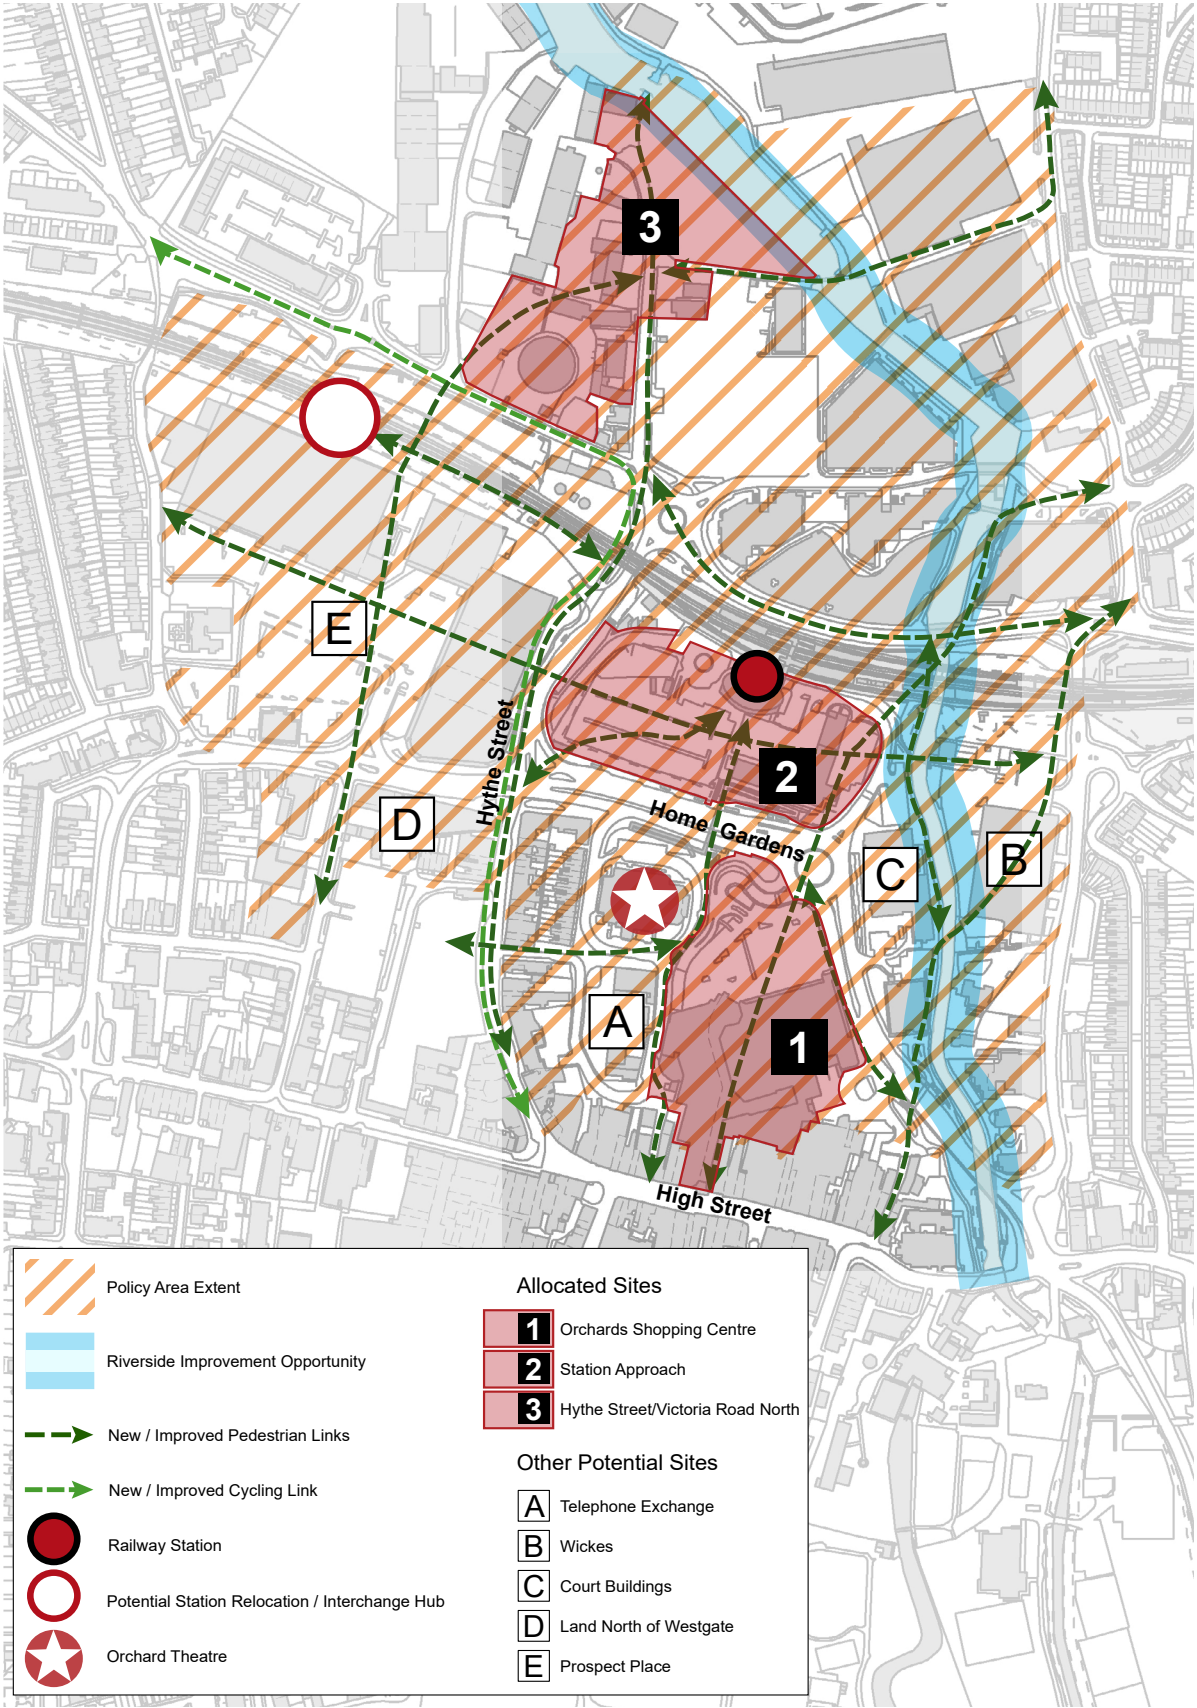 3
E
Hythe Street
2
D
Home Gardens
C
B
A
1
High Street
Policy Area Extent
Riverside Improvement Opportunity
New / Improved Pedestrian Links
New / Improved Cycling Link
Railway Station
Potential Station Relocation / Interchange Hub
Orchard Theatre
Allocated Sites
1 Orchards Shopping Centre
2 Station Approach
3 Hythe Street/Victoria Road North
Other Potential Sites
A Telephone Exchange
B Wickes
C Court Buildings
D Land North of Westgate
E Prospect Place